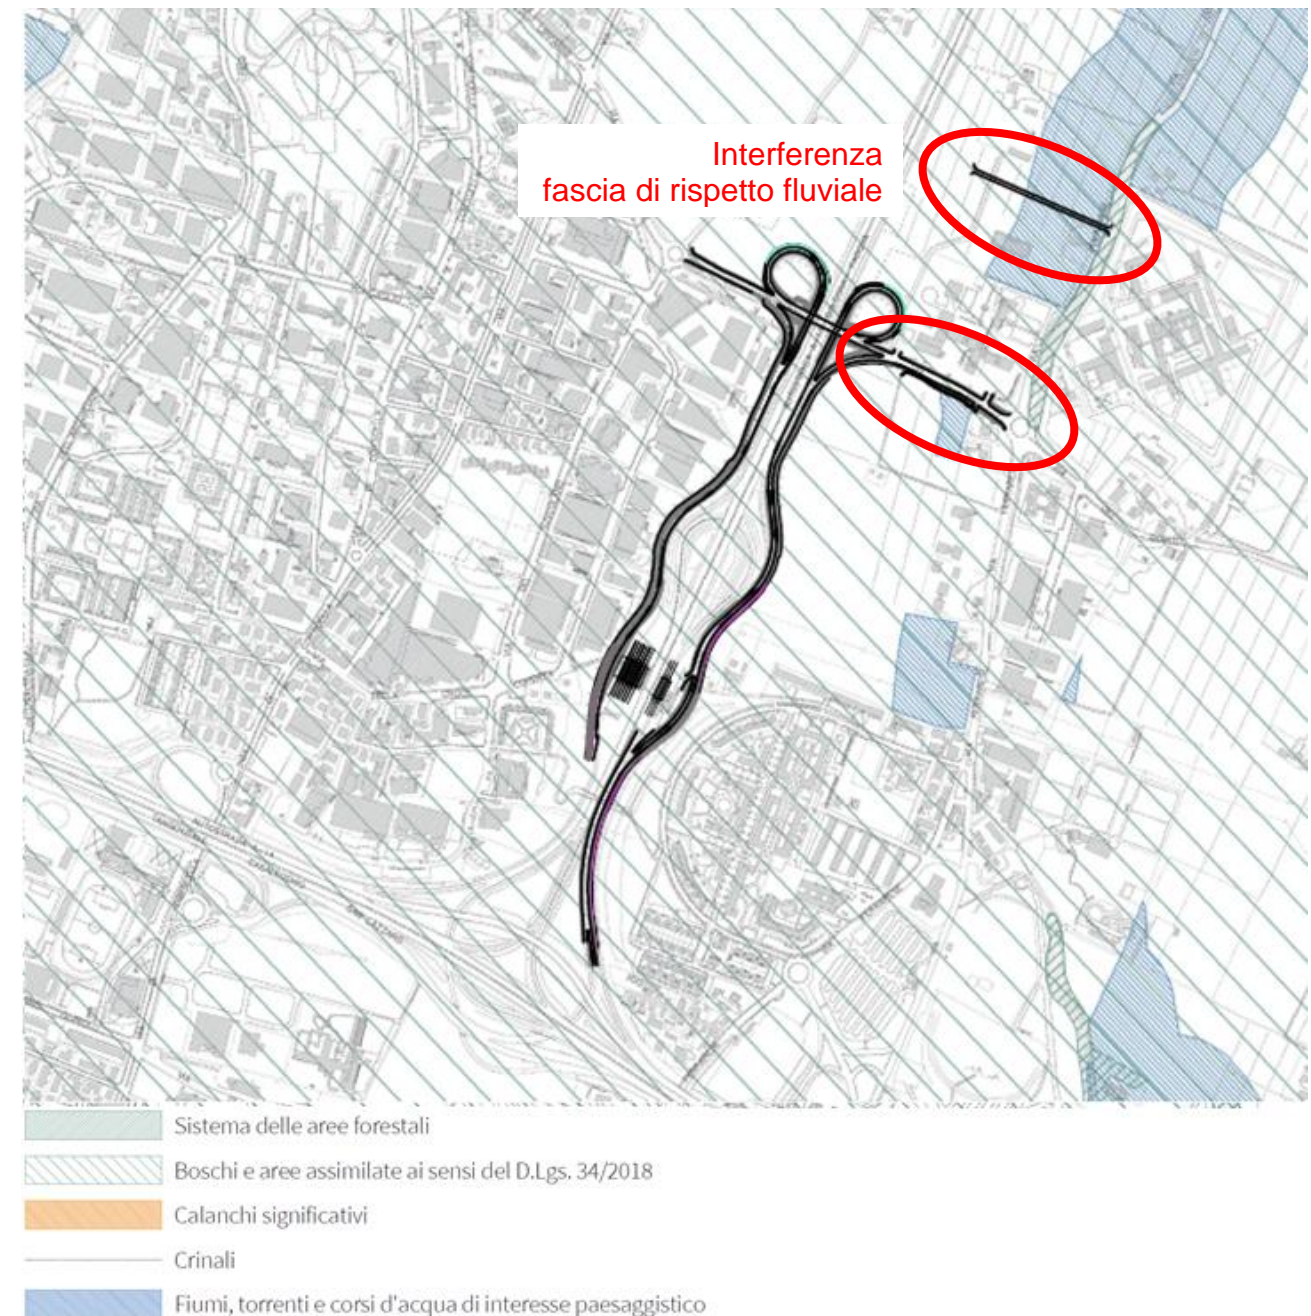 Interferenza
fascia di rispetto fluviale
Sistema delle aree forestali
Boschi e aree assimilate ai sensi del D.Lgs. 34/2018
Calanchi significativi
Crinali
Fiumi, torrenti e corsi d'acqua di interesse paesaggistico